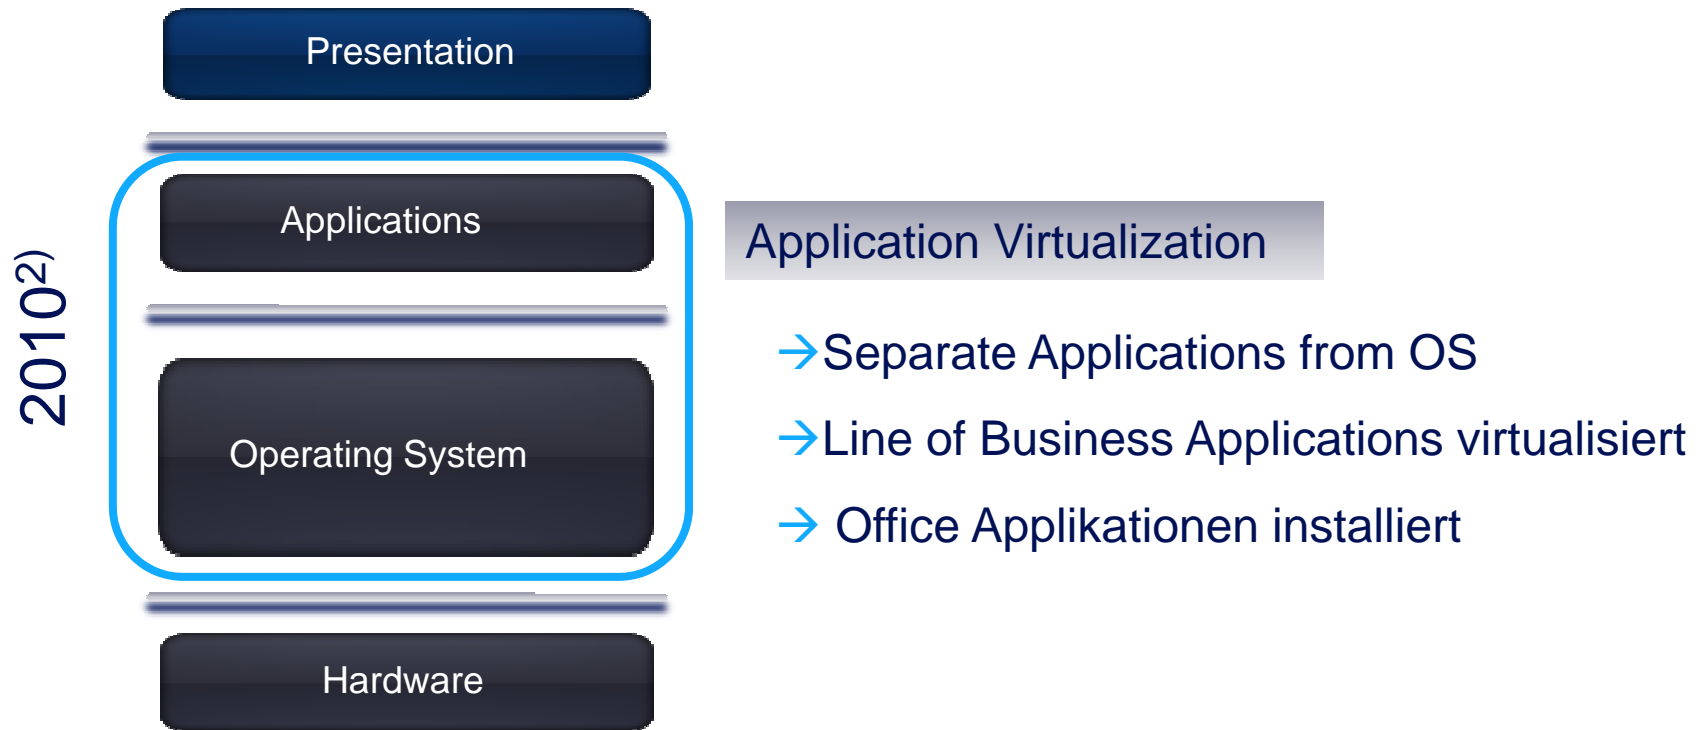 Presentation
Applications
Operating System
Hardware
2010²⁾
Application Virtualization
→Separate Applications from OS
→Line of Business Applications virtualisiert
→ Office Applikationen installiert